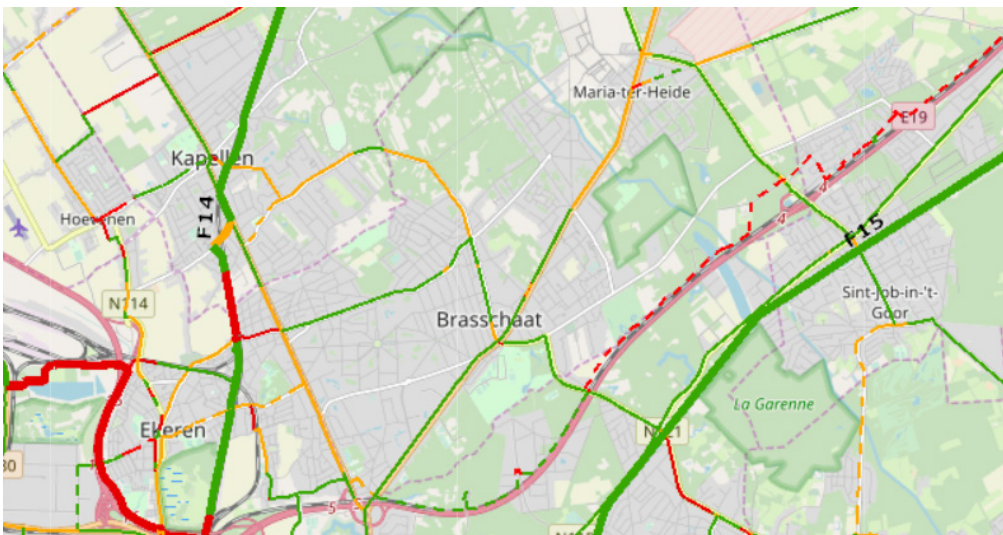 Maria-ter-Heide
E19
Kapellen
F14
4
4
Hoevenen
F15
N114
Brasschaat
Sint-Job-in-'t-
Goor
La Garenne
Ekeren
5